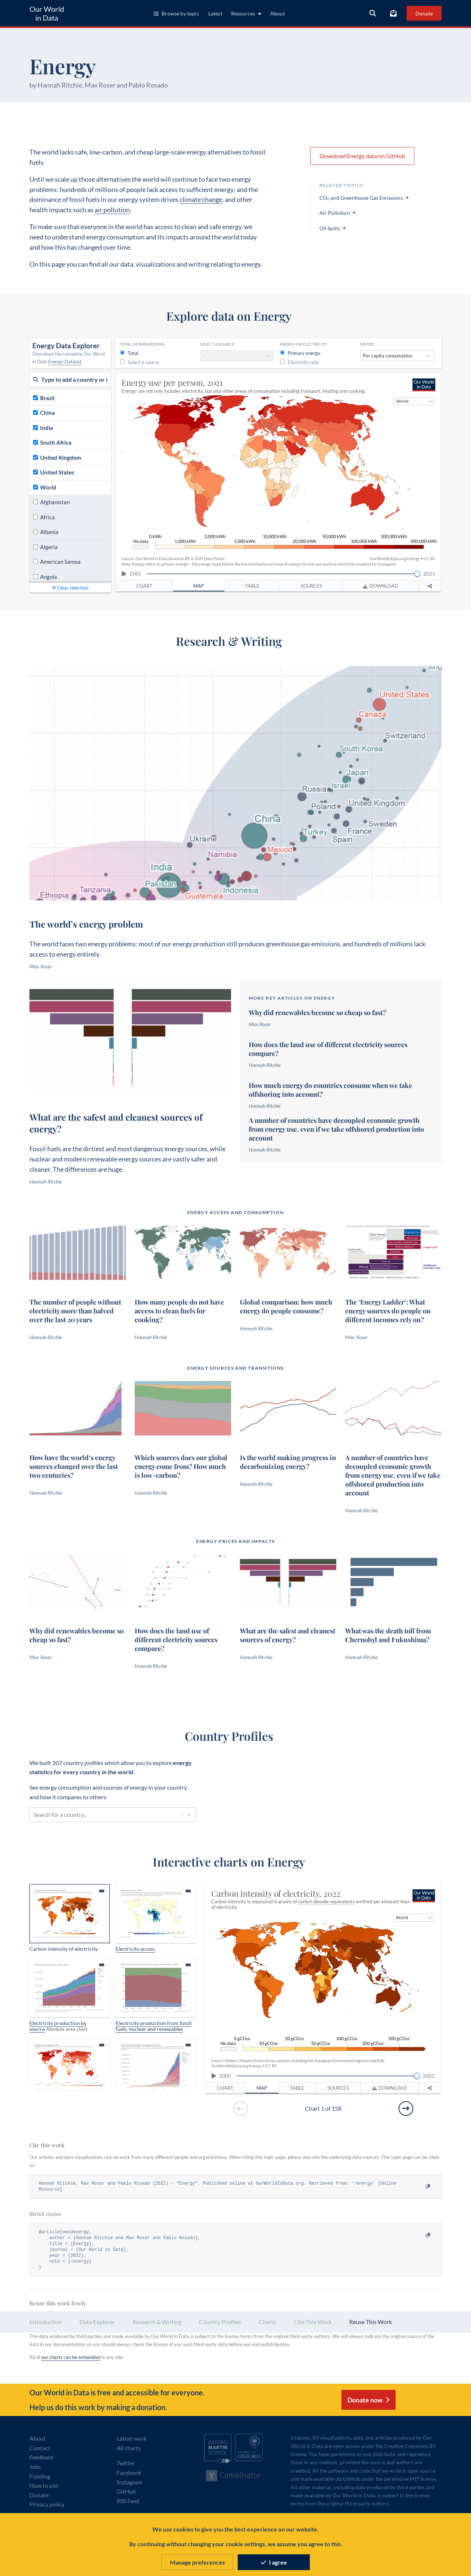 Our World
in Data
Browse by topic
Latest
Resources
About
Donate
Energy
by Hannah Ritchie, Max Roser and Pablo Rosado
The world lacks safe, low-carbon, and cheap large-scale energy alternatives to fossil
fuels.
Until we scale up those alternatives the world will continue to face two energy
problems: hundreds of millions of people lack access to sufficient energy; and the
dominance of fossil fuels in our energy system drives climate change, and other
health impacts such as air pollution.
To make sure everyone in the world has access to clean and safe energy, we
need to understand energy consumption and its impacts around the world today
and how this has changed over time.
On this page you can find all our data, visualizations and writing relating to energy.
Download Energy data on GitHub
RELATED TOPICS
CO₂ and Greenhouse Gas Emissions →
Air Pollution →
Oil Spills →
Explore data on Energy
Energy Data Explorer
Download the complete Our World
in Data Energy Dataset.
TOTAL OR BREAKDOWN
Total
Select a source
SELECT A SOURCE
ENERGY OR ELECTRICITY
Primary energy
Electricity only
METRIC
Per capita consumption
Type to add a country or r
Brazil
China
India
South Africa
United Kingdom
United States
World
Afghanistan
Africa
Albania
Algeria
American Samoa
Angola
✕ Clear selection
Energy use per person, 2021
Energy use not only includes electricity, but also other areas of consumption including transport, heating and cooking.
Our World
in Data
World
No data
0 kWh
1,000 kWh
2,000 kWh
5,000 kWh
10,000 kWh
20,000 kWh
50,000 kWh
100,000 kWh
200,000 kWh
500,000 kWh
Source: Our World in Data based on BP & Shift Data Portal
OurWorldInData.org/energy • CC BY
Note: Energy refers to primary energy – the energy input before the transformation to forms of energy for end-use (such as electricity or petrol for transport).
1965
2021
CHART
MAP
TABLE
SOURCES
DOWNLOAD
Research & Writing
United States
Canada
Switzerland
South Korea
Japan
Israel
Russia
Poland
United Kingdom
China
Sweden
France
Turkey
Spain
Ukraine
Mexico
Namibia
India
Pakistan
Indonesia
Tanzania
Ethiopia
Guatemala
The world's energy problem
The world faces two energy problems: most of our energy production still produces greenhouse gas emissions, and hundreds of millions lack
access to energy entirely.
Max Roser
What are the safest and cleanest sources of
energy?
Fossil fuels are the dirtiest and most dangerous energy sources, while
nuclear and modern renewable energy sources are vastly safer and
cleaner. The differences are huge.
Hannah Ritchie
MORE KEY ARTICLES ON ENERGY
Why did renewables become so cheap so fast?
Max Roser
How does the land use of different electricity sources
compare?
Hannah Ritchie
How much energy do countries consume when we take
offshoring into account?
Hannah Ritchie
A number of countries have decoupled economic growth
from energy use, even if we take offshored production into
account
Hannah Ritchie
ENERGY ACCESS AND CONSUMPTION
The number of people without
electricity more than halved
over the last 20 years
Hannah Ritchie
How many people do not have
access to clean fuels for
cooking?
Hannah Ritchie
Global comparison: how much
energy do people consume?
Hannah Ritchie
The 'Energy Ladder': What
energy sources do people on
different incomes rely on?
Max Roser
ENERGY SOURCES AND TRANSITIONS
How have the world's energy
sources changed over the last
two centuries?
Hannah Ritchie
Which sources does our global
energy come from? How much
is low-carbon?
Hannah Ritchie
Is the world making progress in
decarbonizing energy?
Hannah Ritchie
A number of countries have
decoupled economic growth
from energy use, even if we take
offshored production into
account
Hannah Ritchie
ENERGY PRICES AND IMPACTS
Why did renewables become so
cheap so fast?
Max Roser
How does the land use of
different electricity sources
compare?
Hannah Ritchie
What are the safest and cleanest
sources of energy?
Hannah Ritchie
What was the death toll from
Chernobyl and Fukushima?
Hannah Ritchie
Country Profiles
We built 207 country profiles which allow you to explore energy
statistics for every country in the world.
See energy consumption and sources of energy in your country
and how it compares to others:
Search for a country...
Interactive charts on Energy
Carbon intensity of electricity
Electricity access
Electricity production by
source Absolute area chart
Electricity production from fossil
fuels, nuclear and renewables
Carbon intensity of electricity, 2022
Carbon intensity is measured in grams of carbon dioxide-equivalents emitted per kilowatt-hour
of electricity.
Our World
in Data
World
No data
0 gCO₂e
10 gCO₂e
20 gCO₂e
50 gCO₂e
100 gCO₂e
200 gCO₂e
500 gCO₂e
Source: Ember Climate (from various sources including the European Environment Agency and EIA)
OurWorldInData.org/energy • CC BY
2000
2022
CHART
MAP
TABLE
SOURCES
DOWNLOAD
Chart 1 of 158
Cite this work
Our articles and data visualizations rely on work from many different people and organizations. When citing this topic page, please also cite the underlying data sources. This topic page can be cited
as:
Hannah Ritchie, Max Roser and Pablo Rosado (2022) - "Energy". Published online at OurWorldInData.org. Retrieved from: '/energy' [Online
Resource]
BibTeX citation
@article{owidenergy,
author = {Hannah Ritchie and Max Roser and Pablo Rosado},
title = {Energy},
journal = {Our World in Data},
year = {2022},
note = {/energy}
}
Reuse this work freely
Introduction
Data Explorer
Research & Writing
Country Profiles
Charts
Cite This Work
Reuse This Work
The data produced by third parties and made available by Our World in Data is subject to the license terms from the original third-party authors. We will always indicate the original source of the
data in our documentation, so you should always check the license of any such third-party data before use and redistribution.
All of our charts can be embedded in any site.
Our World in Data is free and accessible for everyone.
Help us do this work by making a donation.
Donate now
About
Contact
Feedback
Jobs
Funding
How to use
Donate
Privacy policy
Latest work
All charts
Twitter
Facebook
Instagram
GitHub
RSS Feed
OXFORD
MARTIN
SCHOOL
UNIVERSITY OF
OXFORD
Y Combinator
Licenses: All visualizations, data, and articles produced by Our
World in Data are open access under the Creative Commons BY
license. You have permission to use, distribute, and reproduce
these in any medium, provided the source and authors are
credited. All the software and code that we write is open source
and made available via GitHub under the permissive MIT license.
All other material, including data produced by third parties and
made available by Our World in Data, is subject to the license
terms from the original third-party authors.
We use cookies to give you the best experience on our website.
By continuing without changing your cookie settings, we assume you agree to this.
Manage preferences
I agree